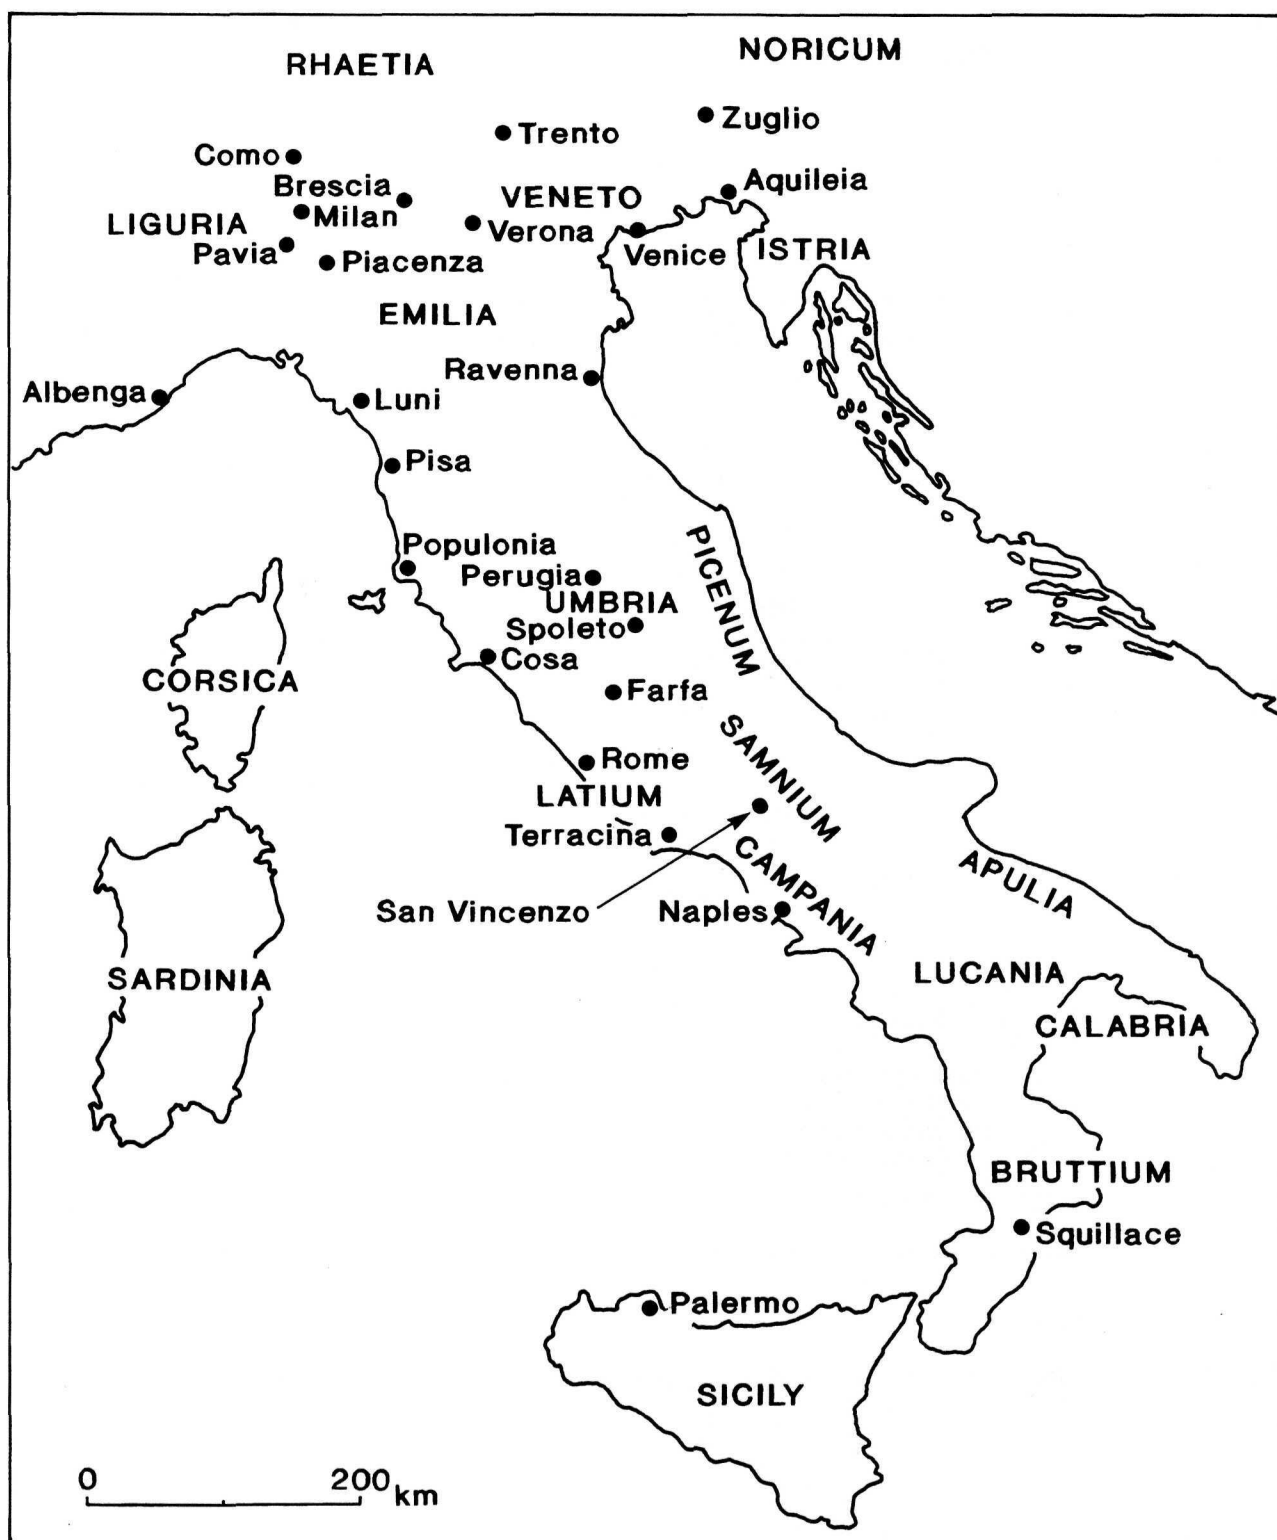 RHAETIA
NORICUM
Trento
Zuglio
Como
Brescia
Milan
LIGURIA
Pavia
Piacenza
VENETO
Verona
Venice
Aquileia
ISTRIA
EMILIA
Ravenna
Albenga
Luni
Pisa
Populonia
Perugia
UMBRIA
Spoleto
Cosa
PICENUM
CORSICA
Farfa
SAMNIUM
Rome
LATIUM
Terracina
CAMPANIA
APULIA
San Vincenzo
Naples
SARDINIA
LUCANIA
CALABRIA
BRUTTIUM
Squillace
Palermo
SICILY
0 200 km